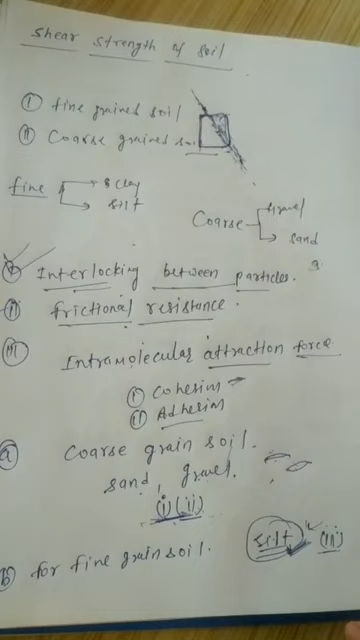 Shear Strength of Soil
(I) fine grained soil
(II) Coarse grained soil
fine → clay
→ silt
Coarse gravel
→ sand
(i) Interlocking between particles.
(ii) frictional resistance.
(iii) Intramolecular attraction force
(I) Cohesion
(II) Adhesion
(a) Coarse grain soil.
sand, gravel.
(i) (ii)
(b) for fine grain soil. silt (iii)